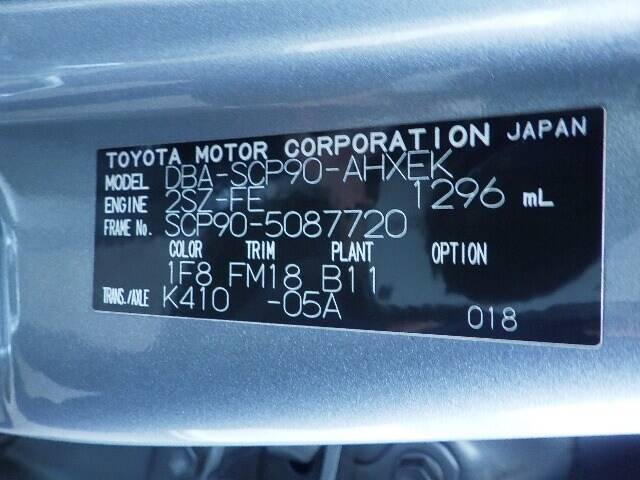 TOYOTA MOTOR CORPORATION JAPAN
MODEL DBA-SCP90-AHXEK
ENGINE 2SZ-FE 1296 mL
FRAME No. SCP90-5087720
COLOR TRIM PLANT OPTION
1F8 FM18 B11
TRANS./AXLE K410 -05A 018